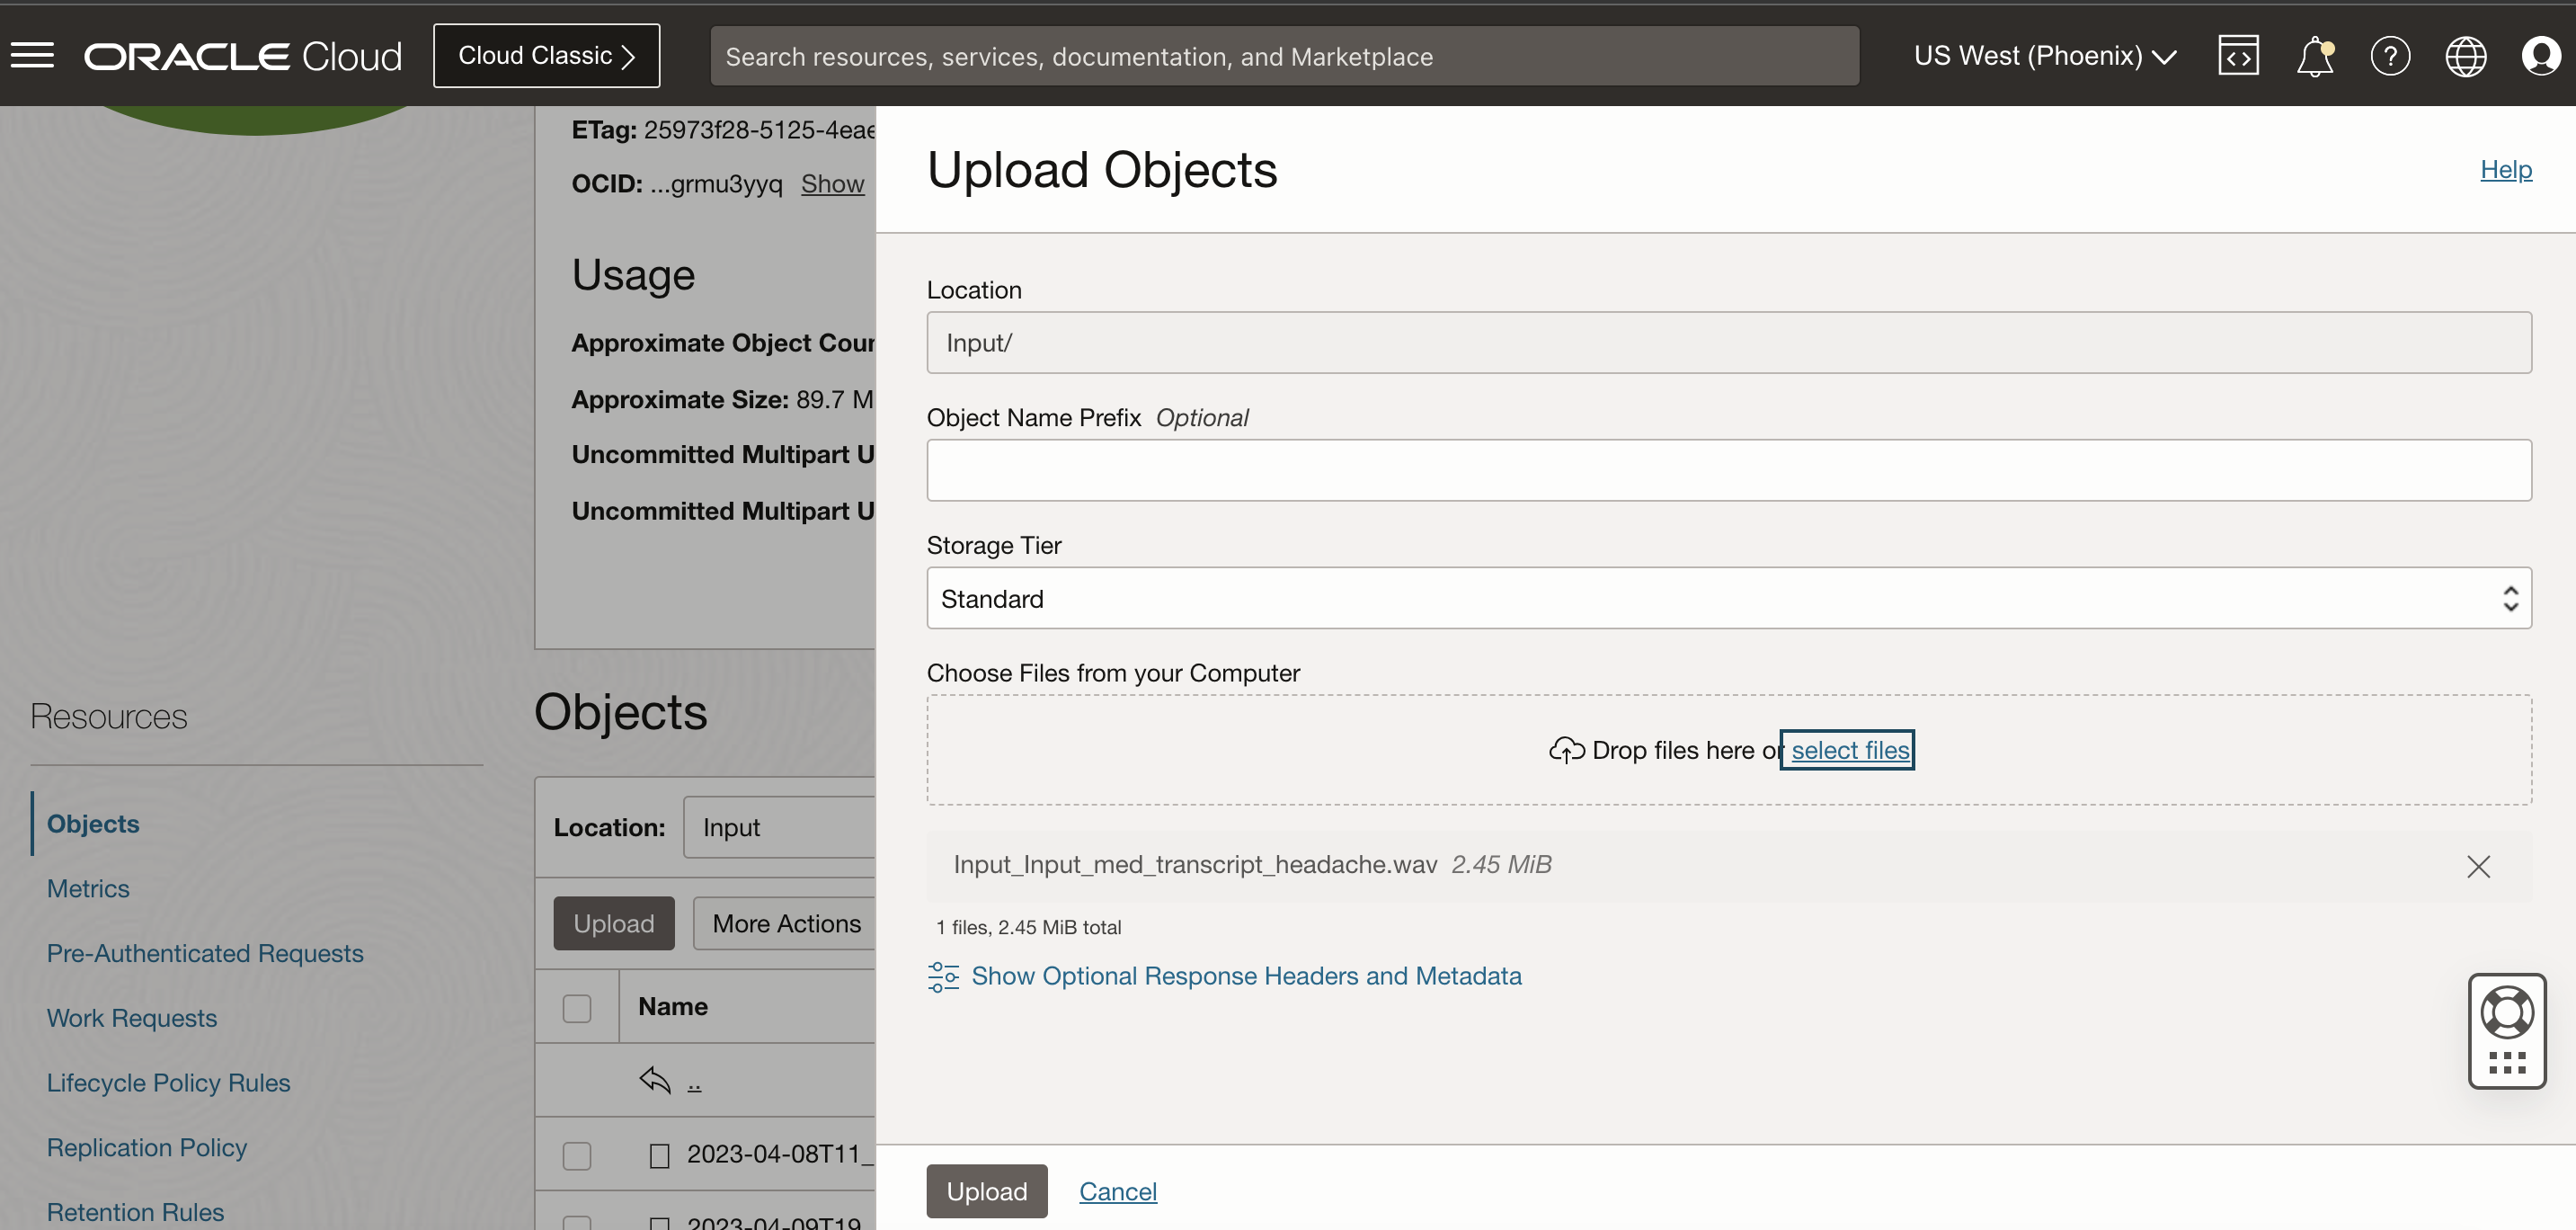 ORACLE Cloud
Cloud Classic
Search resources, services, documentation, and Marketplace
US West (Phoenix)
ETag: 25973f28-5125-4eae
OCID: ...grmu3yyq Show
Usage
Approximate Object Coun
Approximate Size: 89.7 M
Uncommitted Multipart U
Uncommitted Multipart U
Resources
Objects
Metrics
Pre-Authenticated Requests
Work Requests
Lifecycle Policy Rules
Replication Policy
Retention Rules
Objects
Location: Input
Upload More Actions
Name
..
2023-04-08T11_
2023-04-09T19
Upload Objects
Help
Location
Input/
Object Name Prefix Optional
Storage Tier
Standard
Choose Files from your Computer
Drop files here or select files
Input_Input_med_transcript_headache.wav 2.45 MiB
1 files, 2.45 MiB total
Show Optional Response Headers and Metadata
Upload Cancel